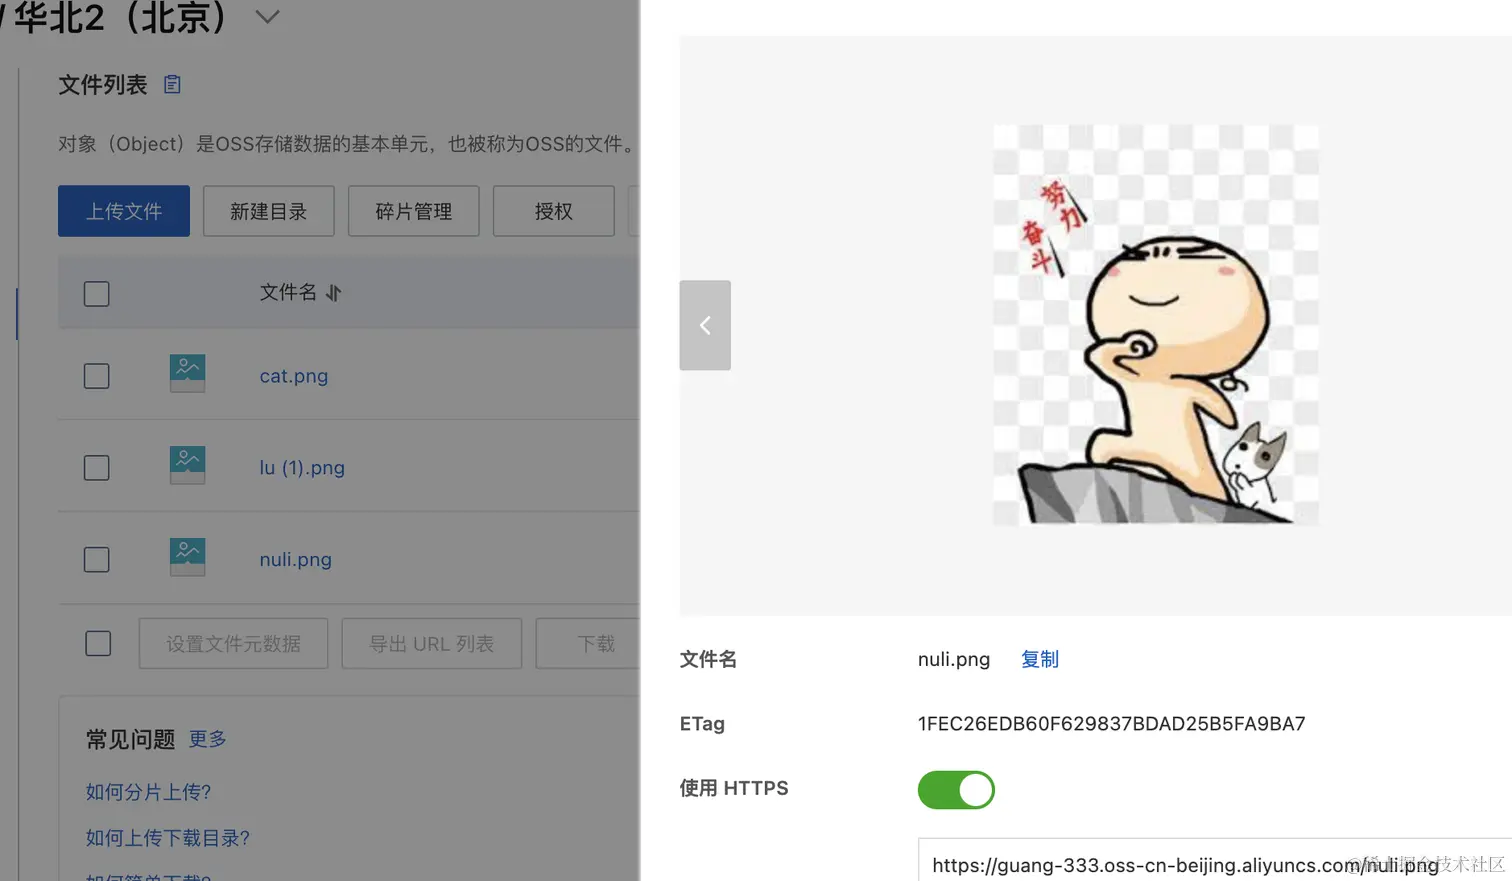 / 华北2（北京）
文件列表
对象（Object）是OSS存储数据的基本单元，也被称为OSS的文件。
上传文件 新建目录 碎片管理 授权
文件名
cat.png
lu (1).png
nuli.png
设置文件元数据 导出 URL 列表 下载
常见问题 更多
如何分片上传?
如何上传下载目录?
如何简单下载?
努力
奋斗
文件名 nuli.png 复制
ETag 1FEC26EDB60F629837BDAD25B5FA9BA7
使用 HTTPS
https://guang-333.oss-cn-beijing.aliyuncs.com/nuli.png
@稀土掘金技术社区